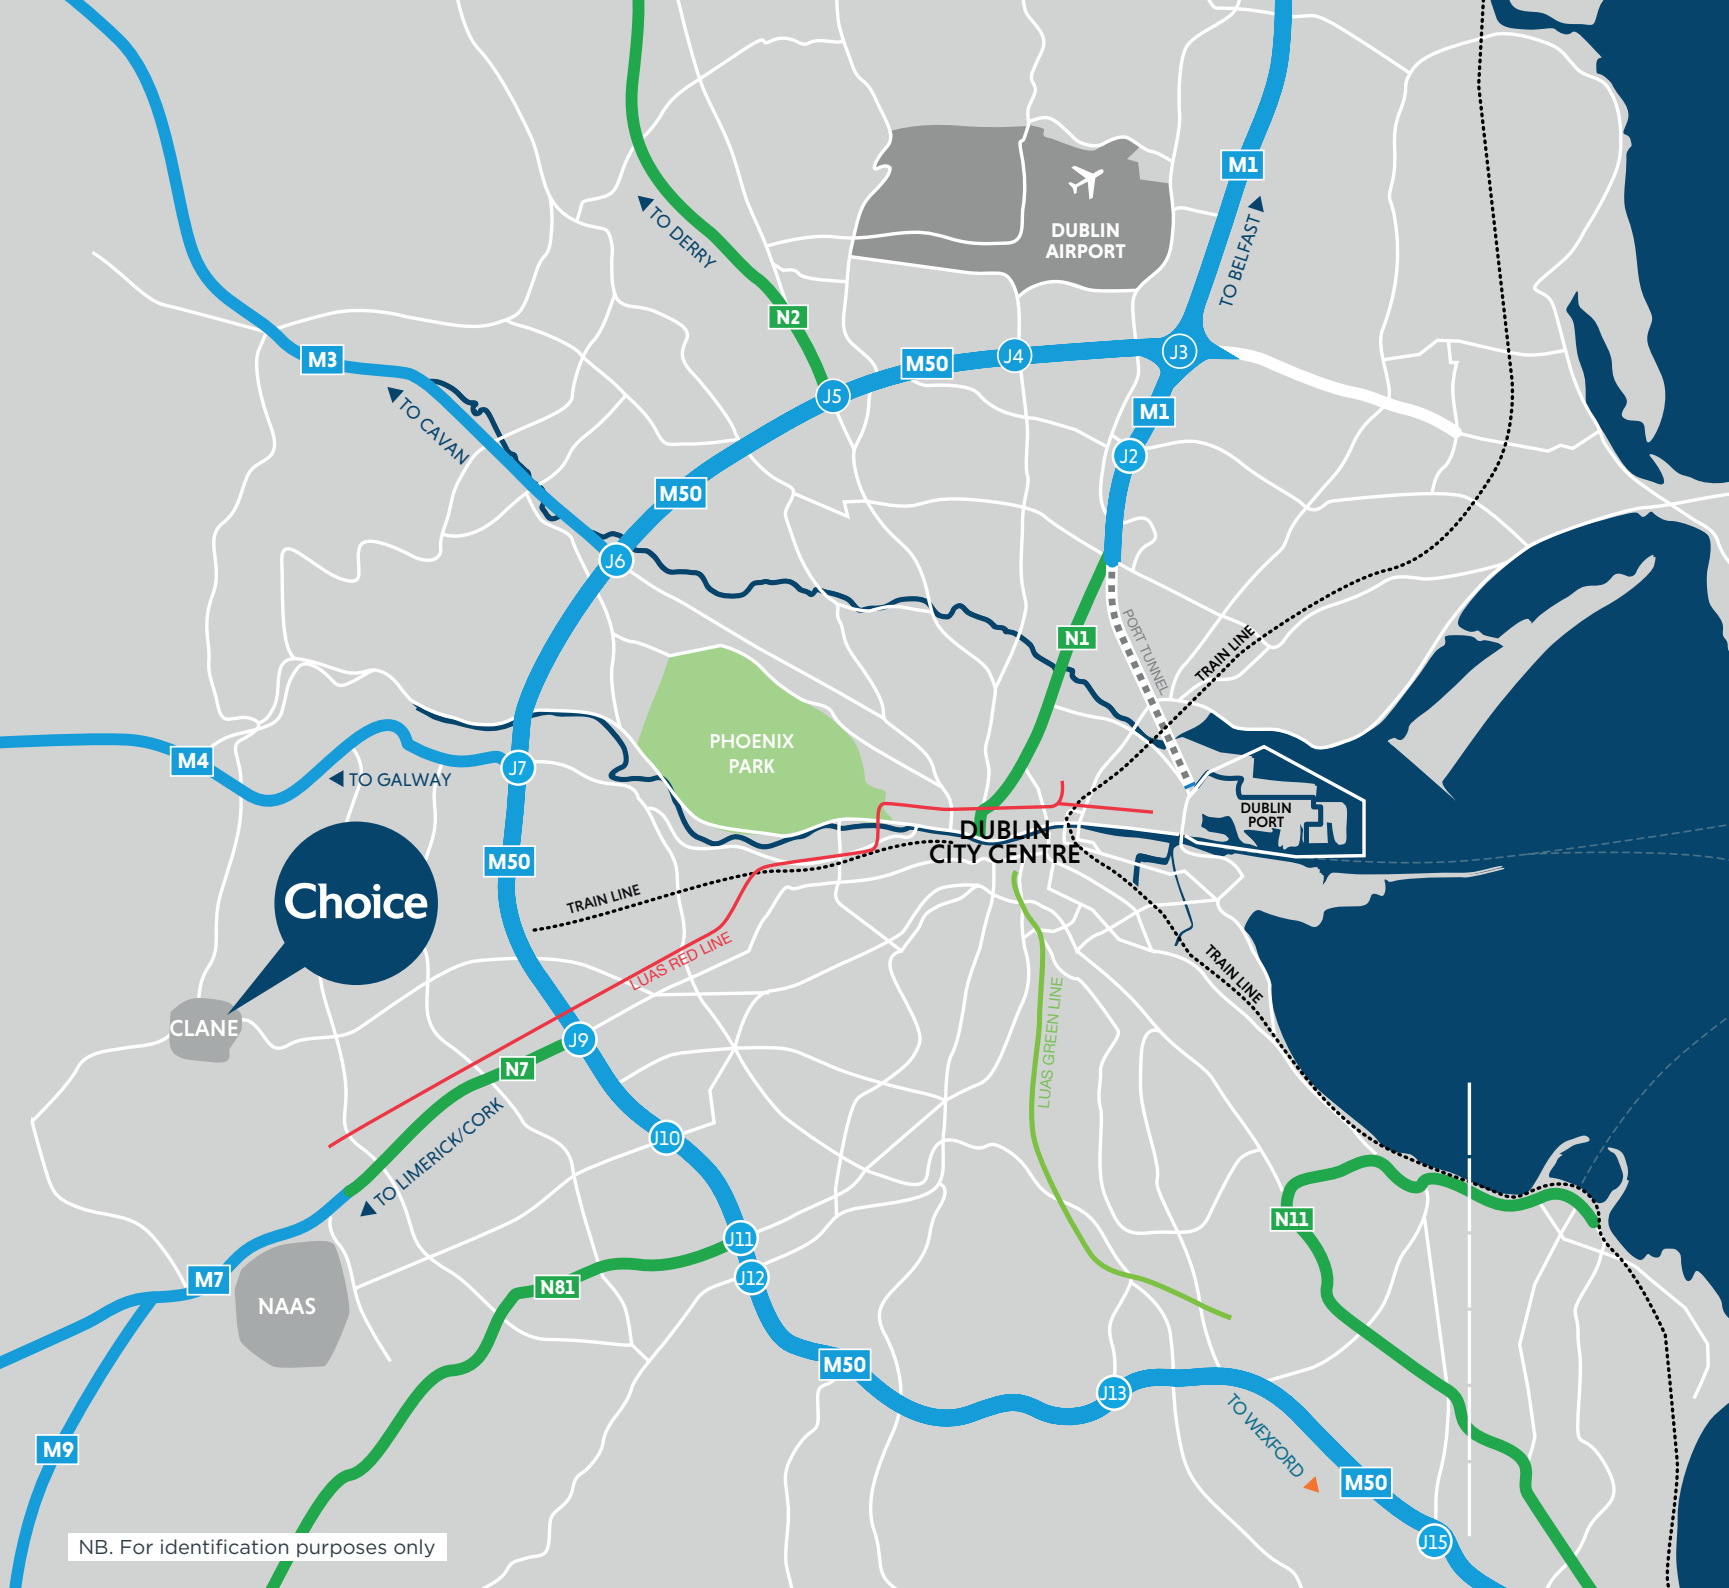 M1
TO DERRY
DUBLIN
AIRPORT
TO BELFAST
N2
M3
M50
J4
J3
J5
M1
TO CAVAN
J2
M50
J6
PORT TUNNEL
N1
TRAIN LINE
PHOENIX
PARK
M4
J7
TO GALWAY
DUBLIN
PORT
DUBLIN
CITY CENTRE
M50
Choice
TRAIN LINE
LUAS RED LINE
TRAIN LINE
CLANE
J9
LUAS GREEN LINE
N7
J10
TO LIMERICK/CORK
N11
J11
M7
J12
N81
NAAS
M50
J13
TO WEXFORD
M9
M50
J15
NB. For identification purposes only